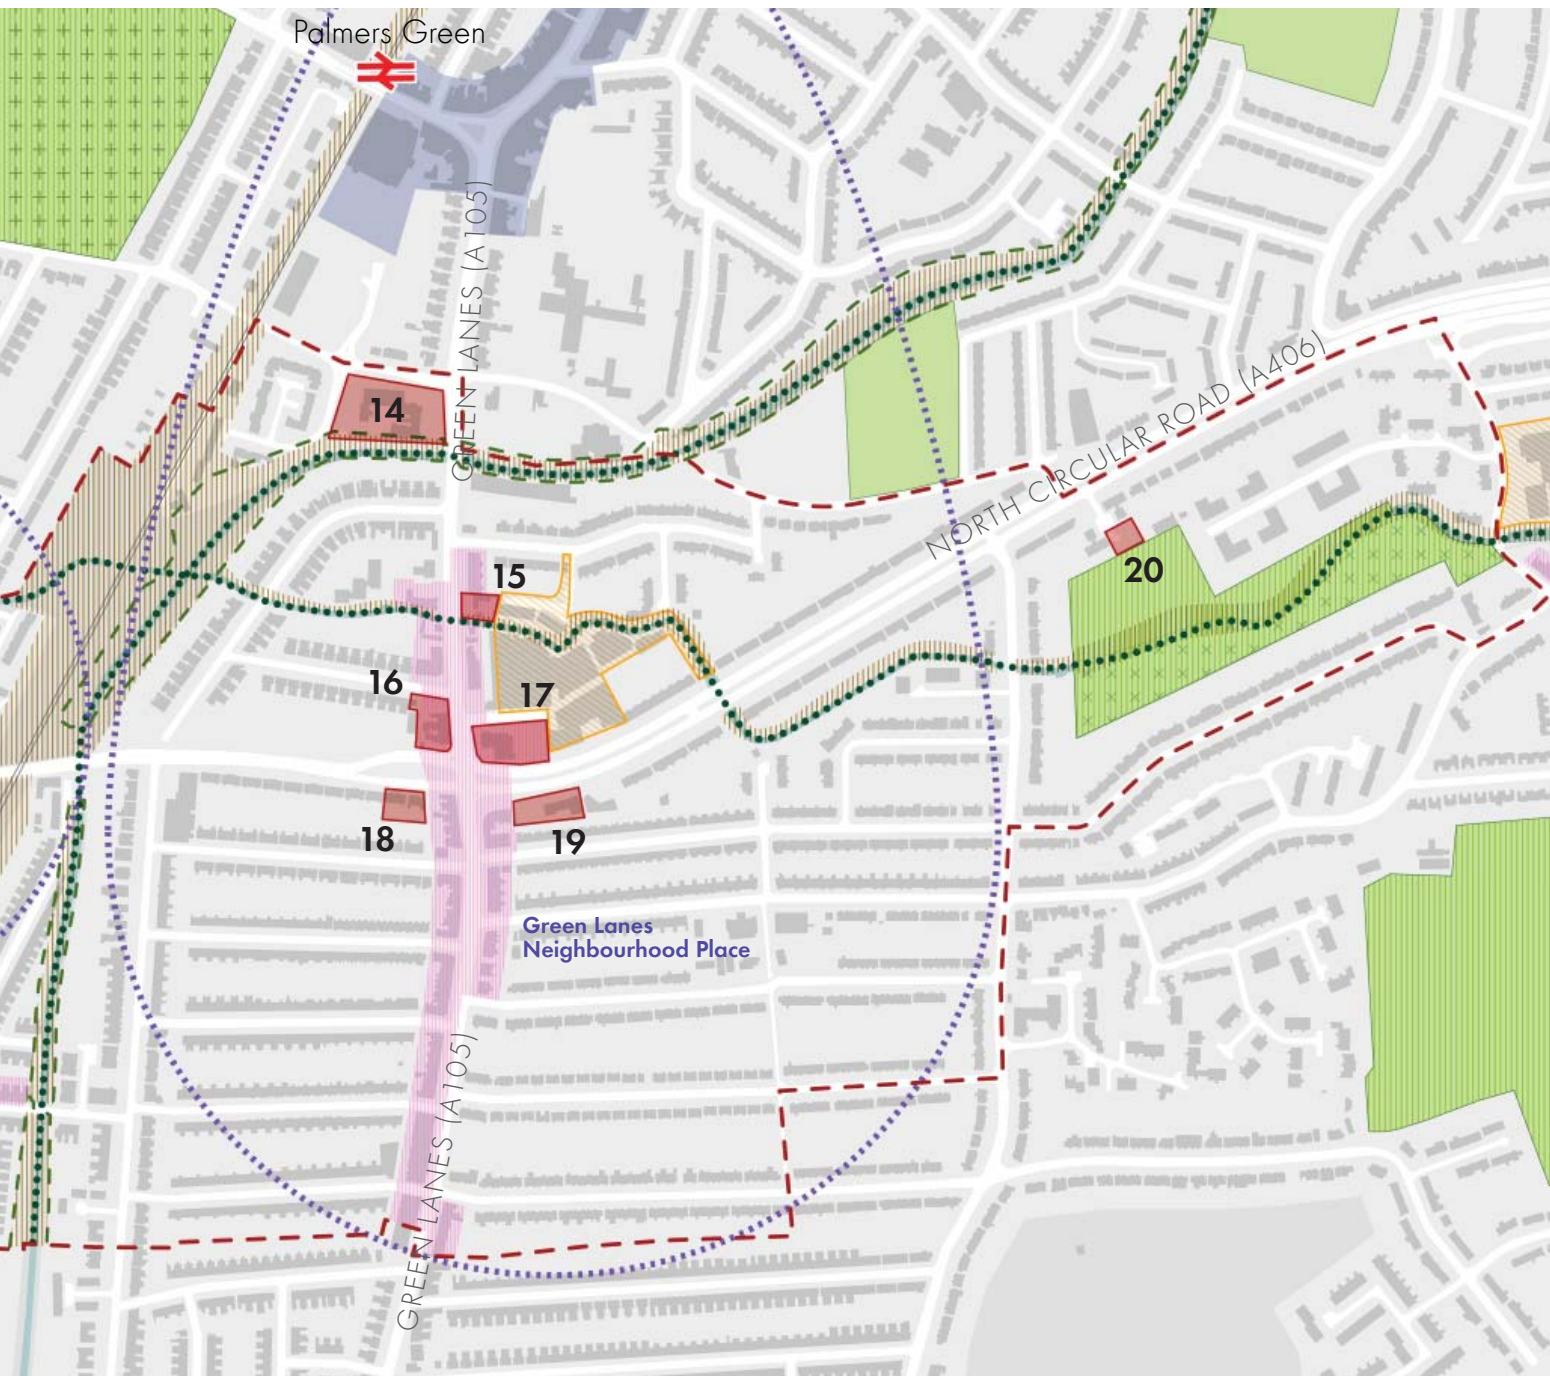 Palmers Green
GREEN LANES (A105)
14
NORTH CIRCULAR ROAD (A406)
15
20
16
17
18
19
Green Lanes
Neighbourhood Place
GREEN LANES (A105)